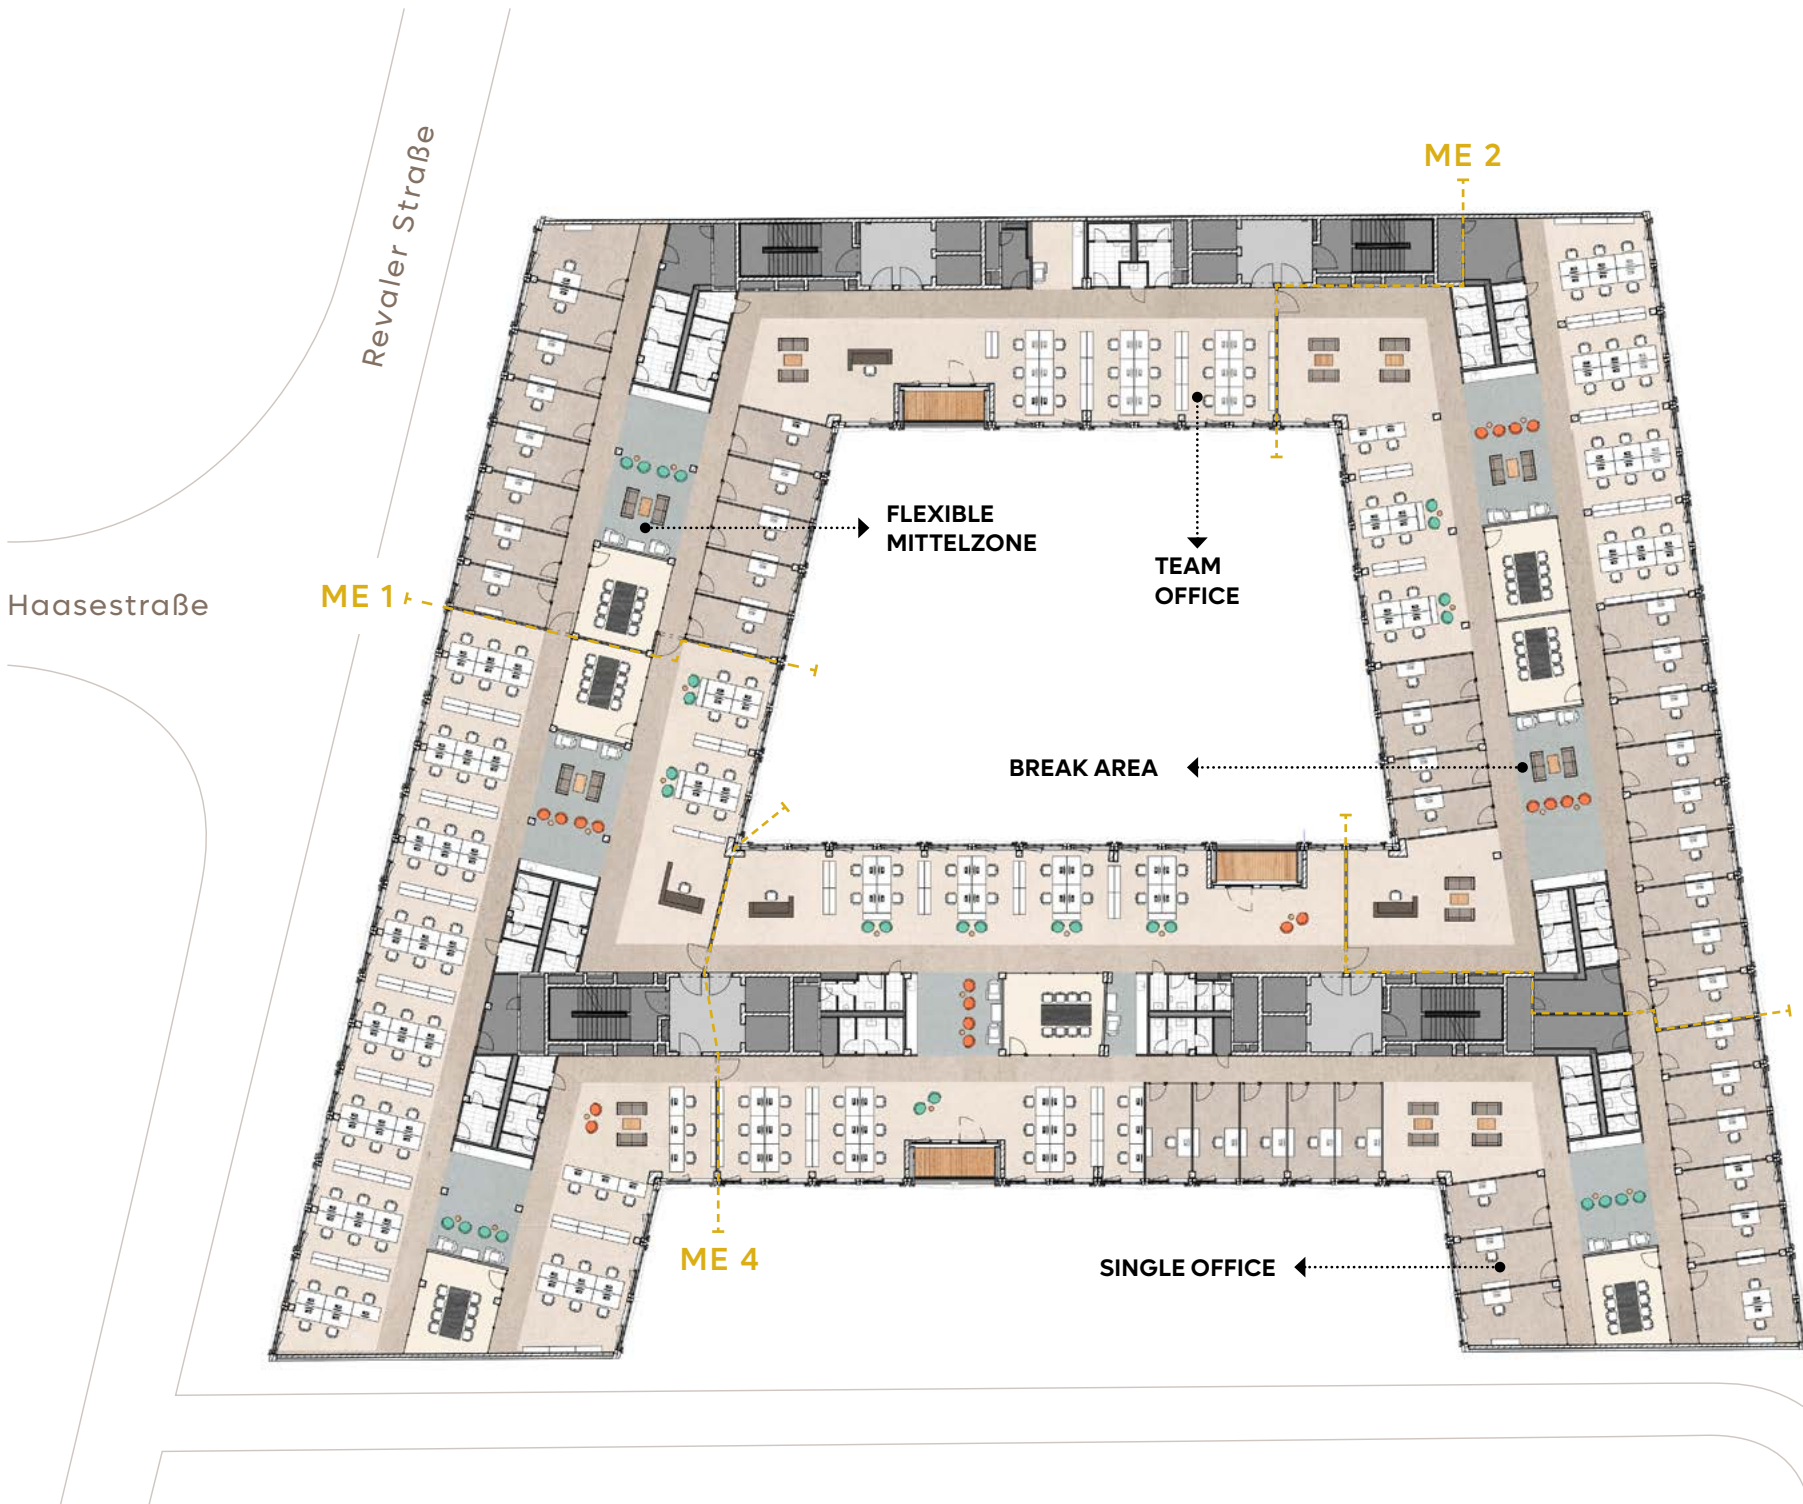 Revaler Straße
ME 2
FLEXIBLE
MITTELZONE
TEAM
OFFICE
Haasestraße
ME 1
BREAK AREA
ME 4
SINGLE OFFICE